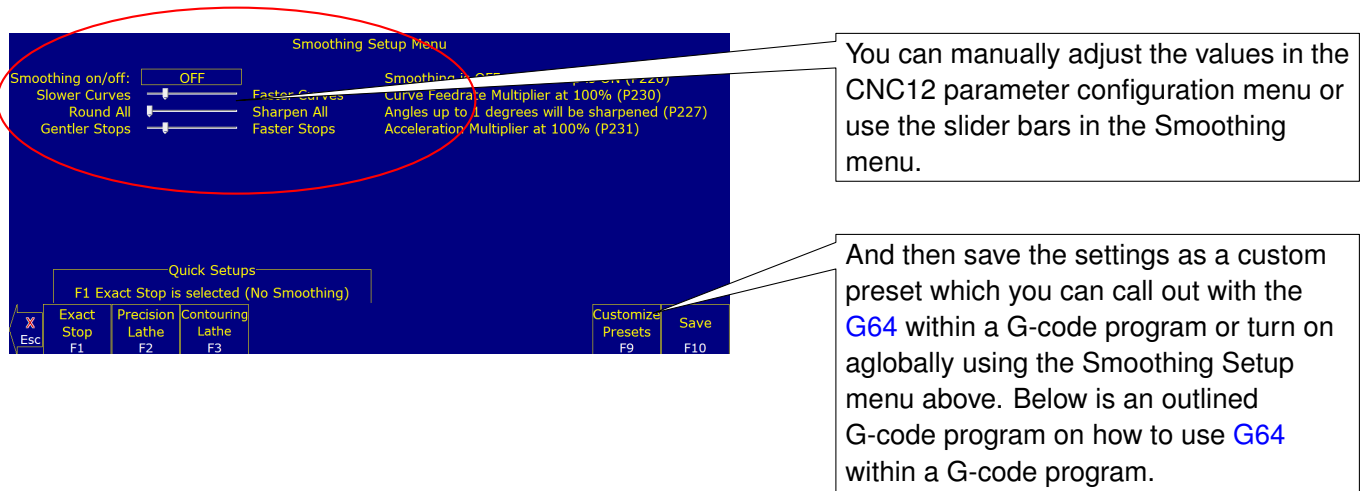 Smoothing Setup Menu
Smoothing on/off: OFF Smoothing is OFF
Slower Curves Faster Curves Curve Feedrate Multiplier at 100% (P230)
Round All Sharpen All Angles up to 1 degrees will be sharpened (P227)
Gentler Stops Faster Stops Acceleration Multiplier at 100% (P231)
Quick Setups
F1 Exact Stop is selected (No Smoothing)
X
Esc
Exact
Stop
F1
Precision
Lathe
F2
Contouring
Lathe
F3
Customize
Presets
F9
Save
F10
You can manually adjust the values in the
CNC12 parameter configuration menu or
use the slider bars in the Smoothing
menu.
And then save the settings as a custom
preset which you can call out with the
G64 within a G-code program or turn on
aglobally using the Smoothing Setup
menu above. Below is an outlined
G-code program on how to use G64
within a G-code program.